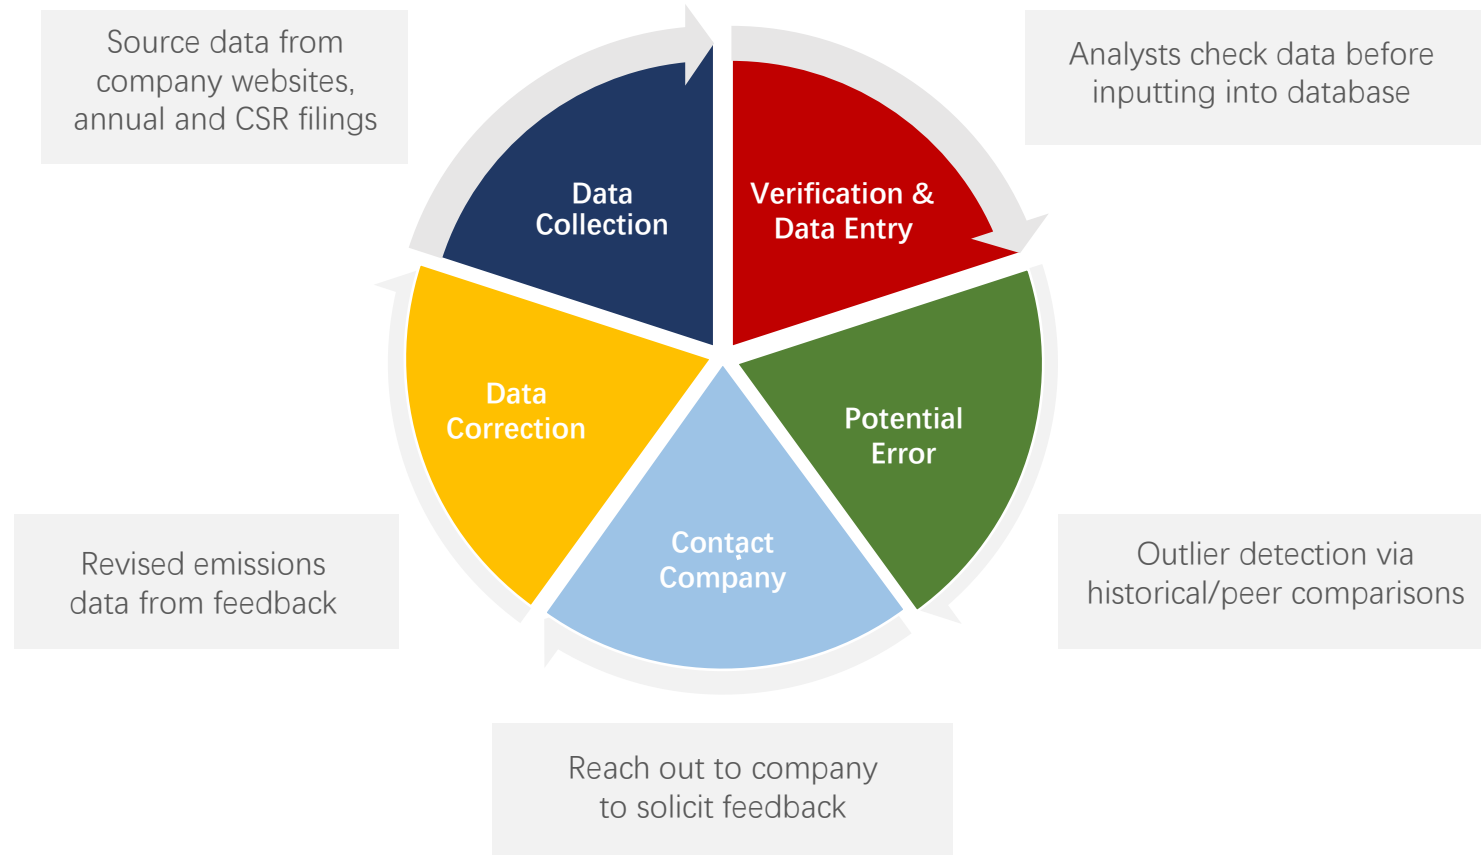 Source data from
company websites,
annual and CSR filings
Analysts check data before
inputting into database
Data
Collection
Verification &
Data Entry
Data
Correction
Potential
Error
Contact
Company
Revised emissions
data from feedback
Outlier detection via
historical/peer comparisons
Reach out to company
to solicit feedback